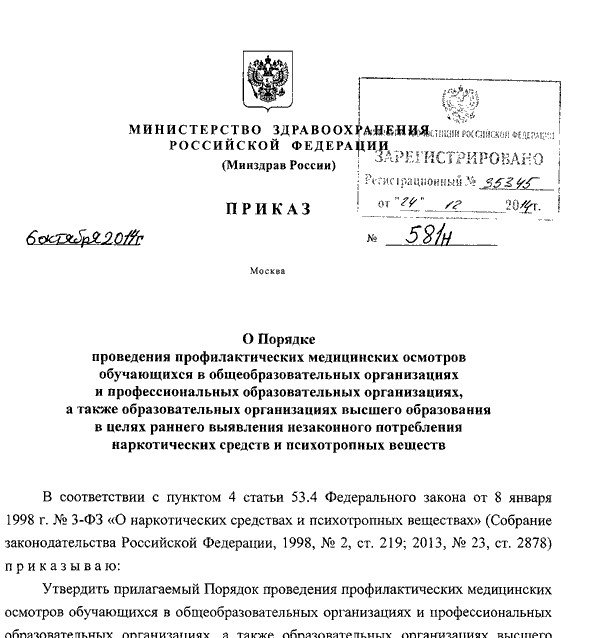 МИНИСТЕРСТВО ЗДРАВООХРАНЕНИЯ
РОССИЙСКОЙ ФЕДЕРАЦИИ
(Минздрав России)
ЮСТИЦИИ РОССИЙСКОЙ ФЕДЕРАЦИИ
ЗАРЕГИСТРИРОВАНО
Регистрационный № 35345
от "24" 12 2014г.
ПРИКАЗ
6 октября 2014г
№ 581н
Москва
О Порядке
проведения профилактических медицинских осмотров
обучающихся в общеобразовательных организациях
и профессиональных образовательных организациях,
а также образовательных организациях высшего образования
в целях раннего выявления незаконного потребления
наркотических средств и психотропных веществ
В соответствии с пунктом 4 статьи 53.4 Федерального закона от 8 января
1998 г. № 3-ФЗ «О наркотических средствах и психотропных веществах» (Собрание
законодательства Российской Федерации, 1998, № 2, ст. 219; 2013, № 23, ст. 2878)
приказываю:
Утвердить прилагаемый Порядок проведения профилактических медицинских
осмотров обучающихся в общеобразовательных организациях и профессиональных
образовательных организациях, а также образовательных организациях высшего